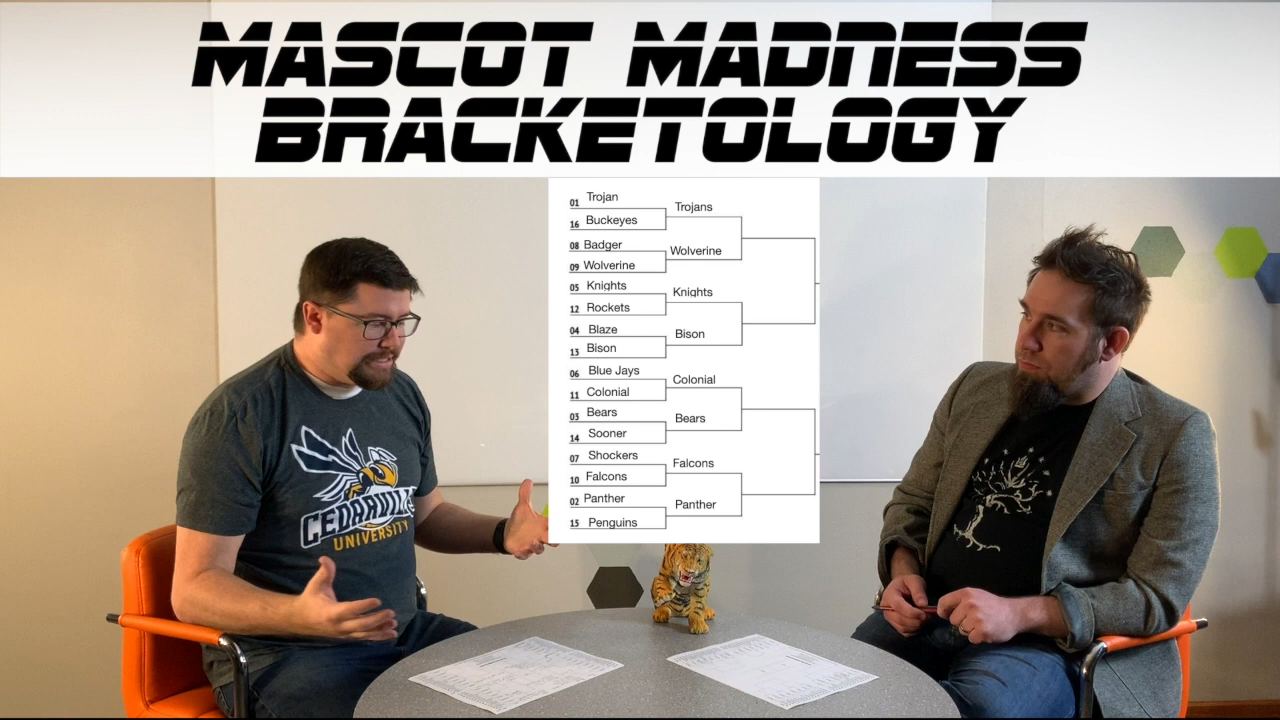 MASCOT MADNESS
BRACKETOLOGY
01 Trojan
16 Buckeyes
08 Badger
09 Wolverine
05 Knights
12 Rockets
04 Blaze
13 Bison
06 Blue Jays
11 Colonial
03 Bears
14 Sooner
07 Shockers
10 Falcons
02 Panther
15 Penguins
Trojans
Wolverine
Knights
Bison
Colonial
Bears
Falcons
Panther
CEDARVILLE
UNIVERSITY